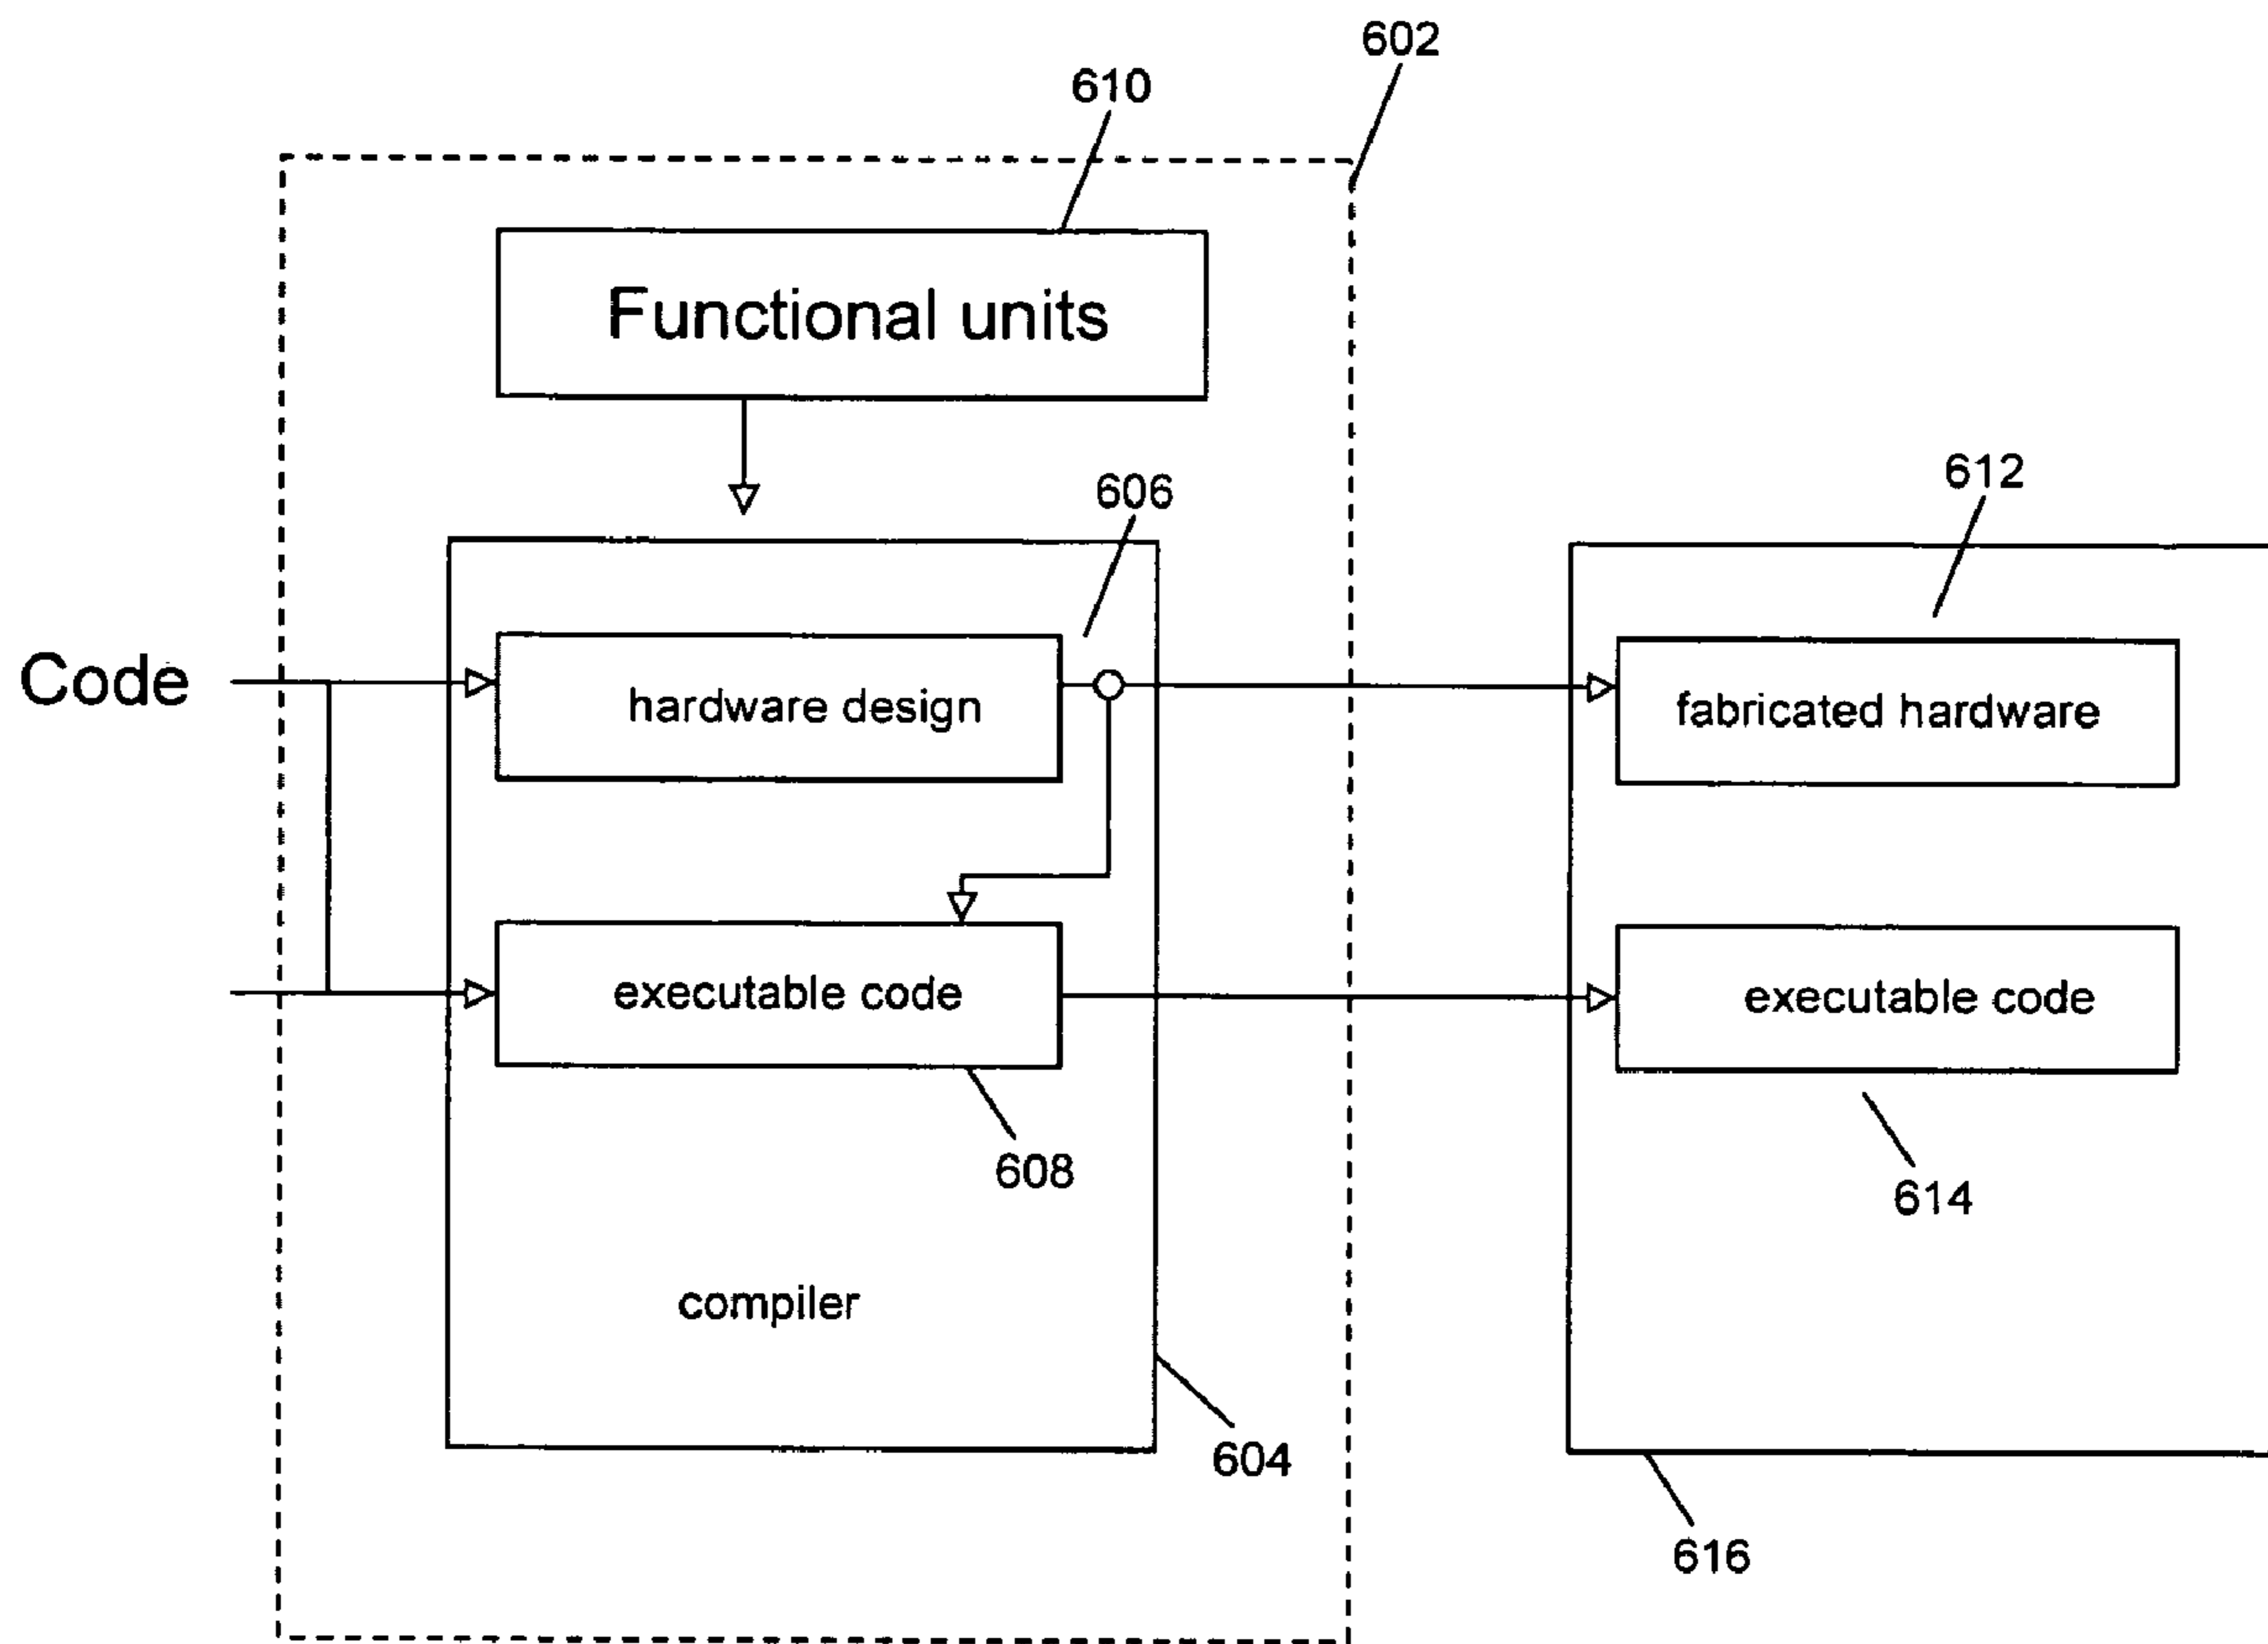 602
610
Functional units
606
612
Code
hardware design
fabricated hardware
executable code
executable code
608
614
compiler
604
616